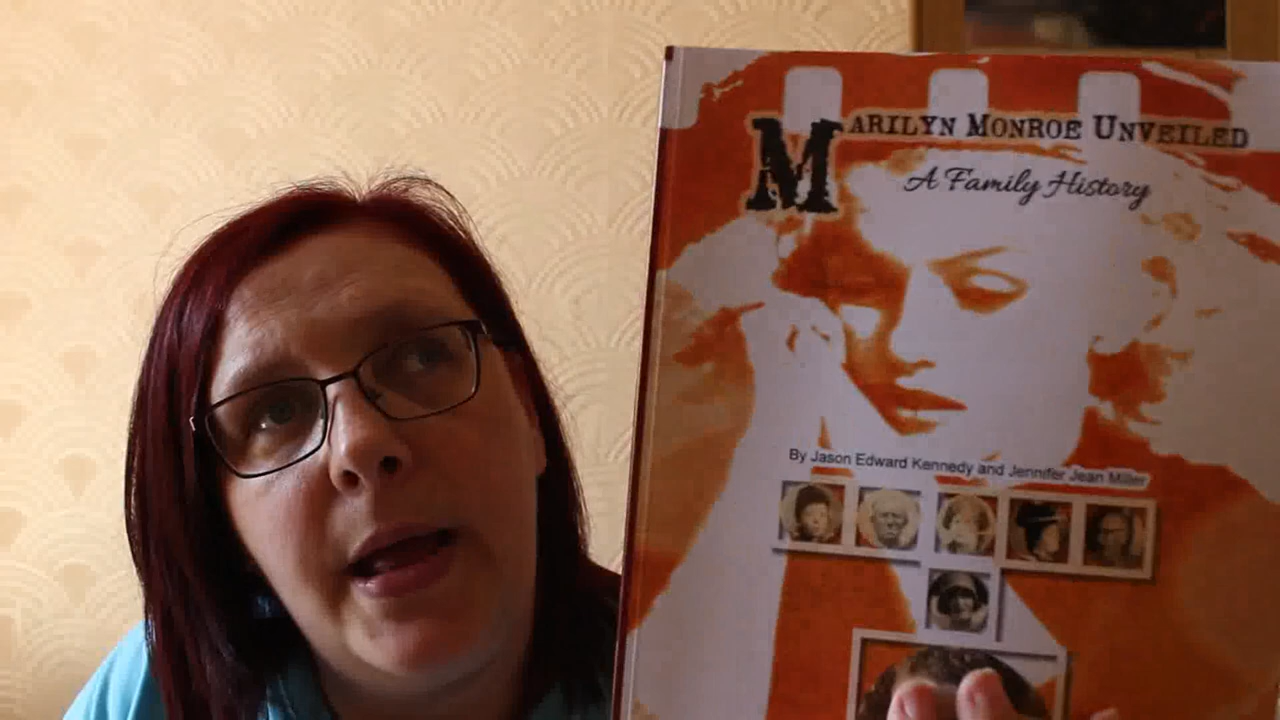 MARILYN MONROE UNVEILED
A Family History
By Jason Edward Kennedy and Jennifer Jean Miller